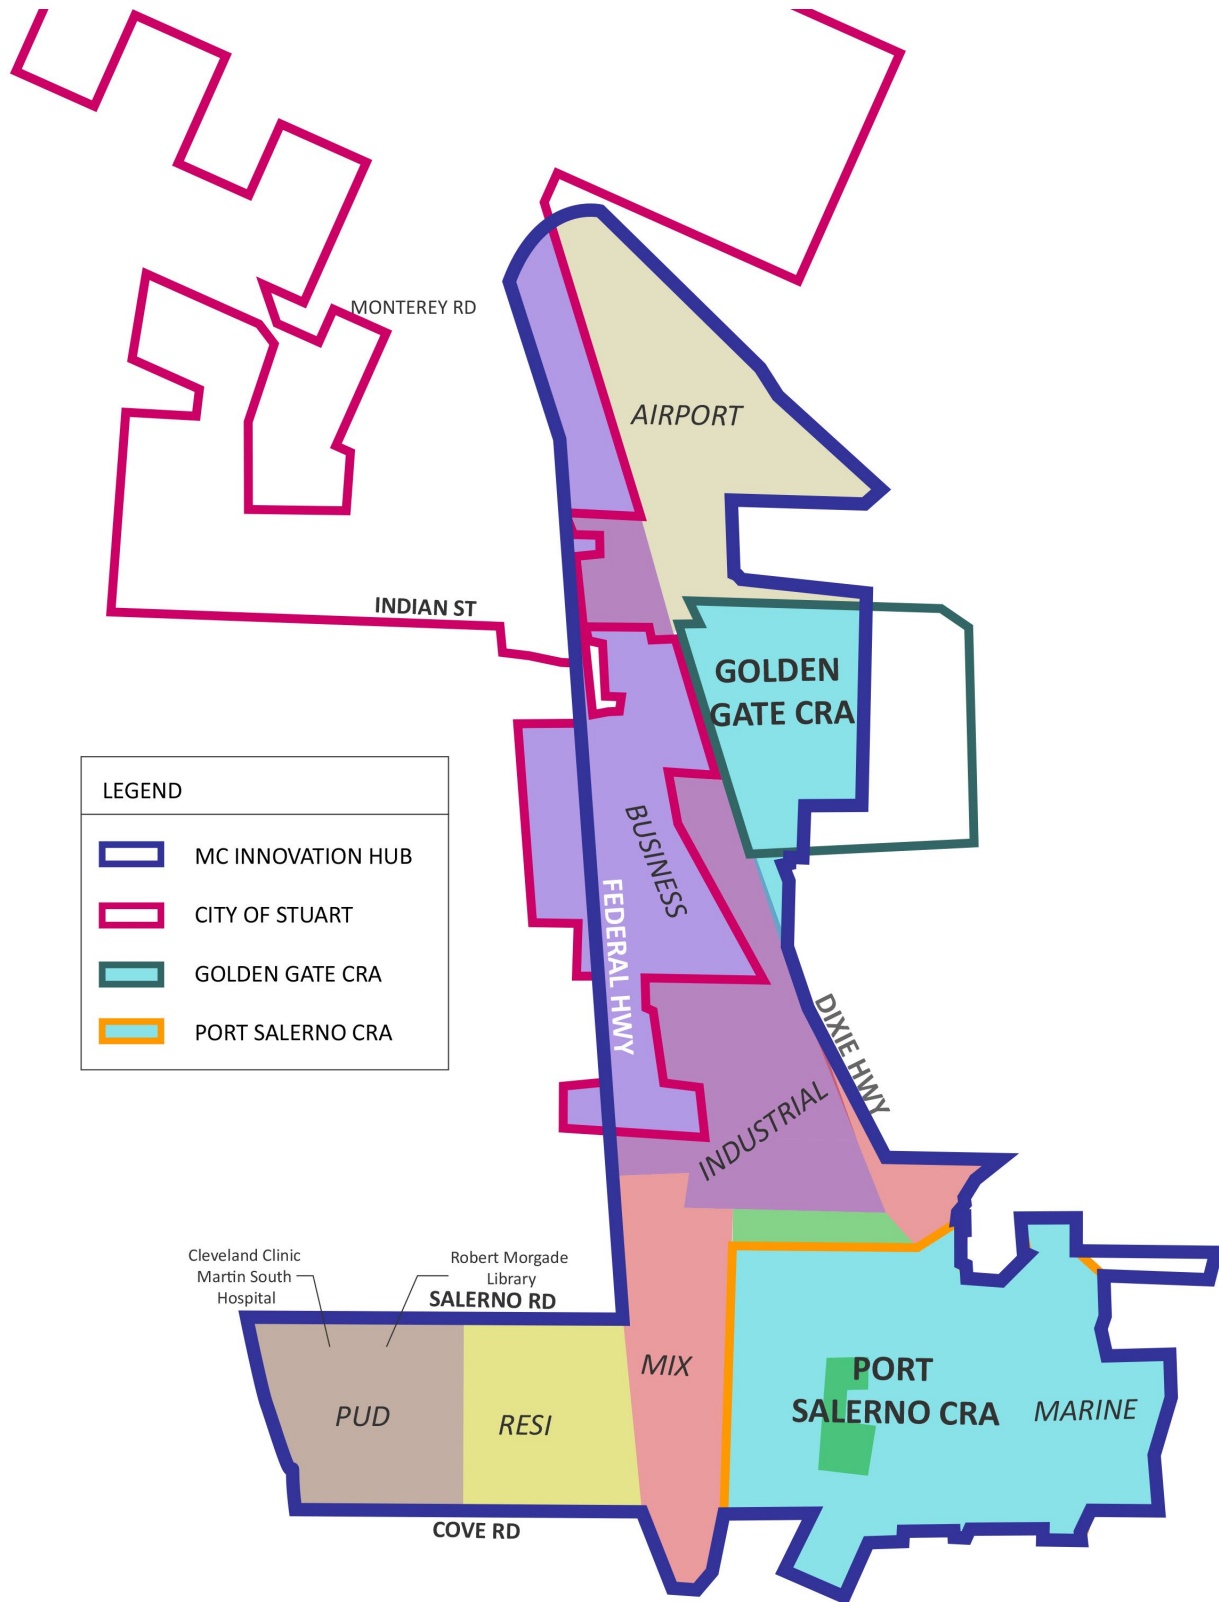 MONTEREY RD
AIRPORT
INDIAN ST
GOLDEN
GATE CRA
LEGEND
MC INNOVATION HUB
CITY OF STUART
GOLDEN GATE CRA
PORT SALERNO CRA
BUSINESS
FEDERAL HWY
DIXIE HWY
INDUSTRIAL
Cleveland Clinic
Martin South
Hospital
Robert Morgade
Library
SALERNO RD
MIX
PORT
SALERNO CRA
MARINE
PUD
RESI
COVE RD